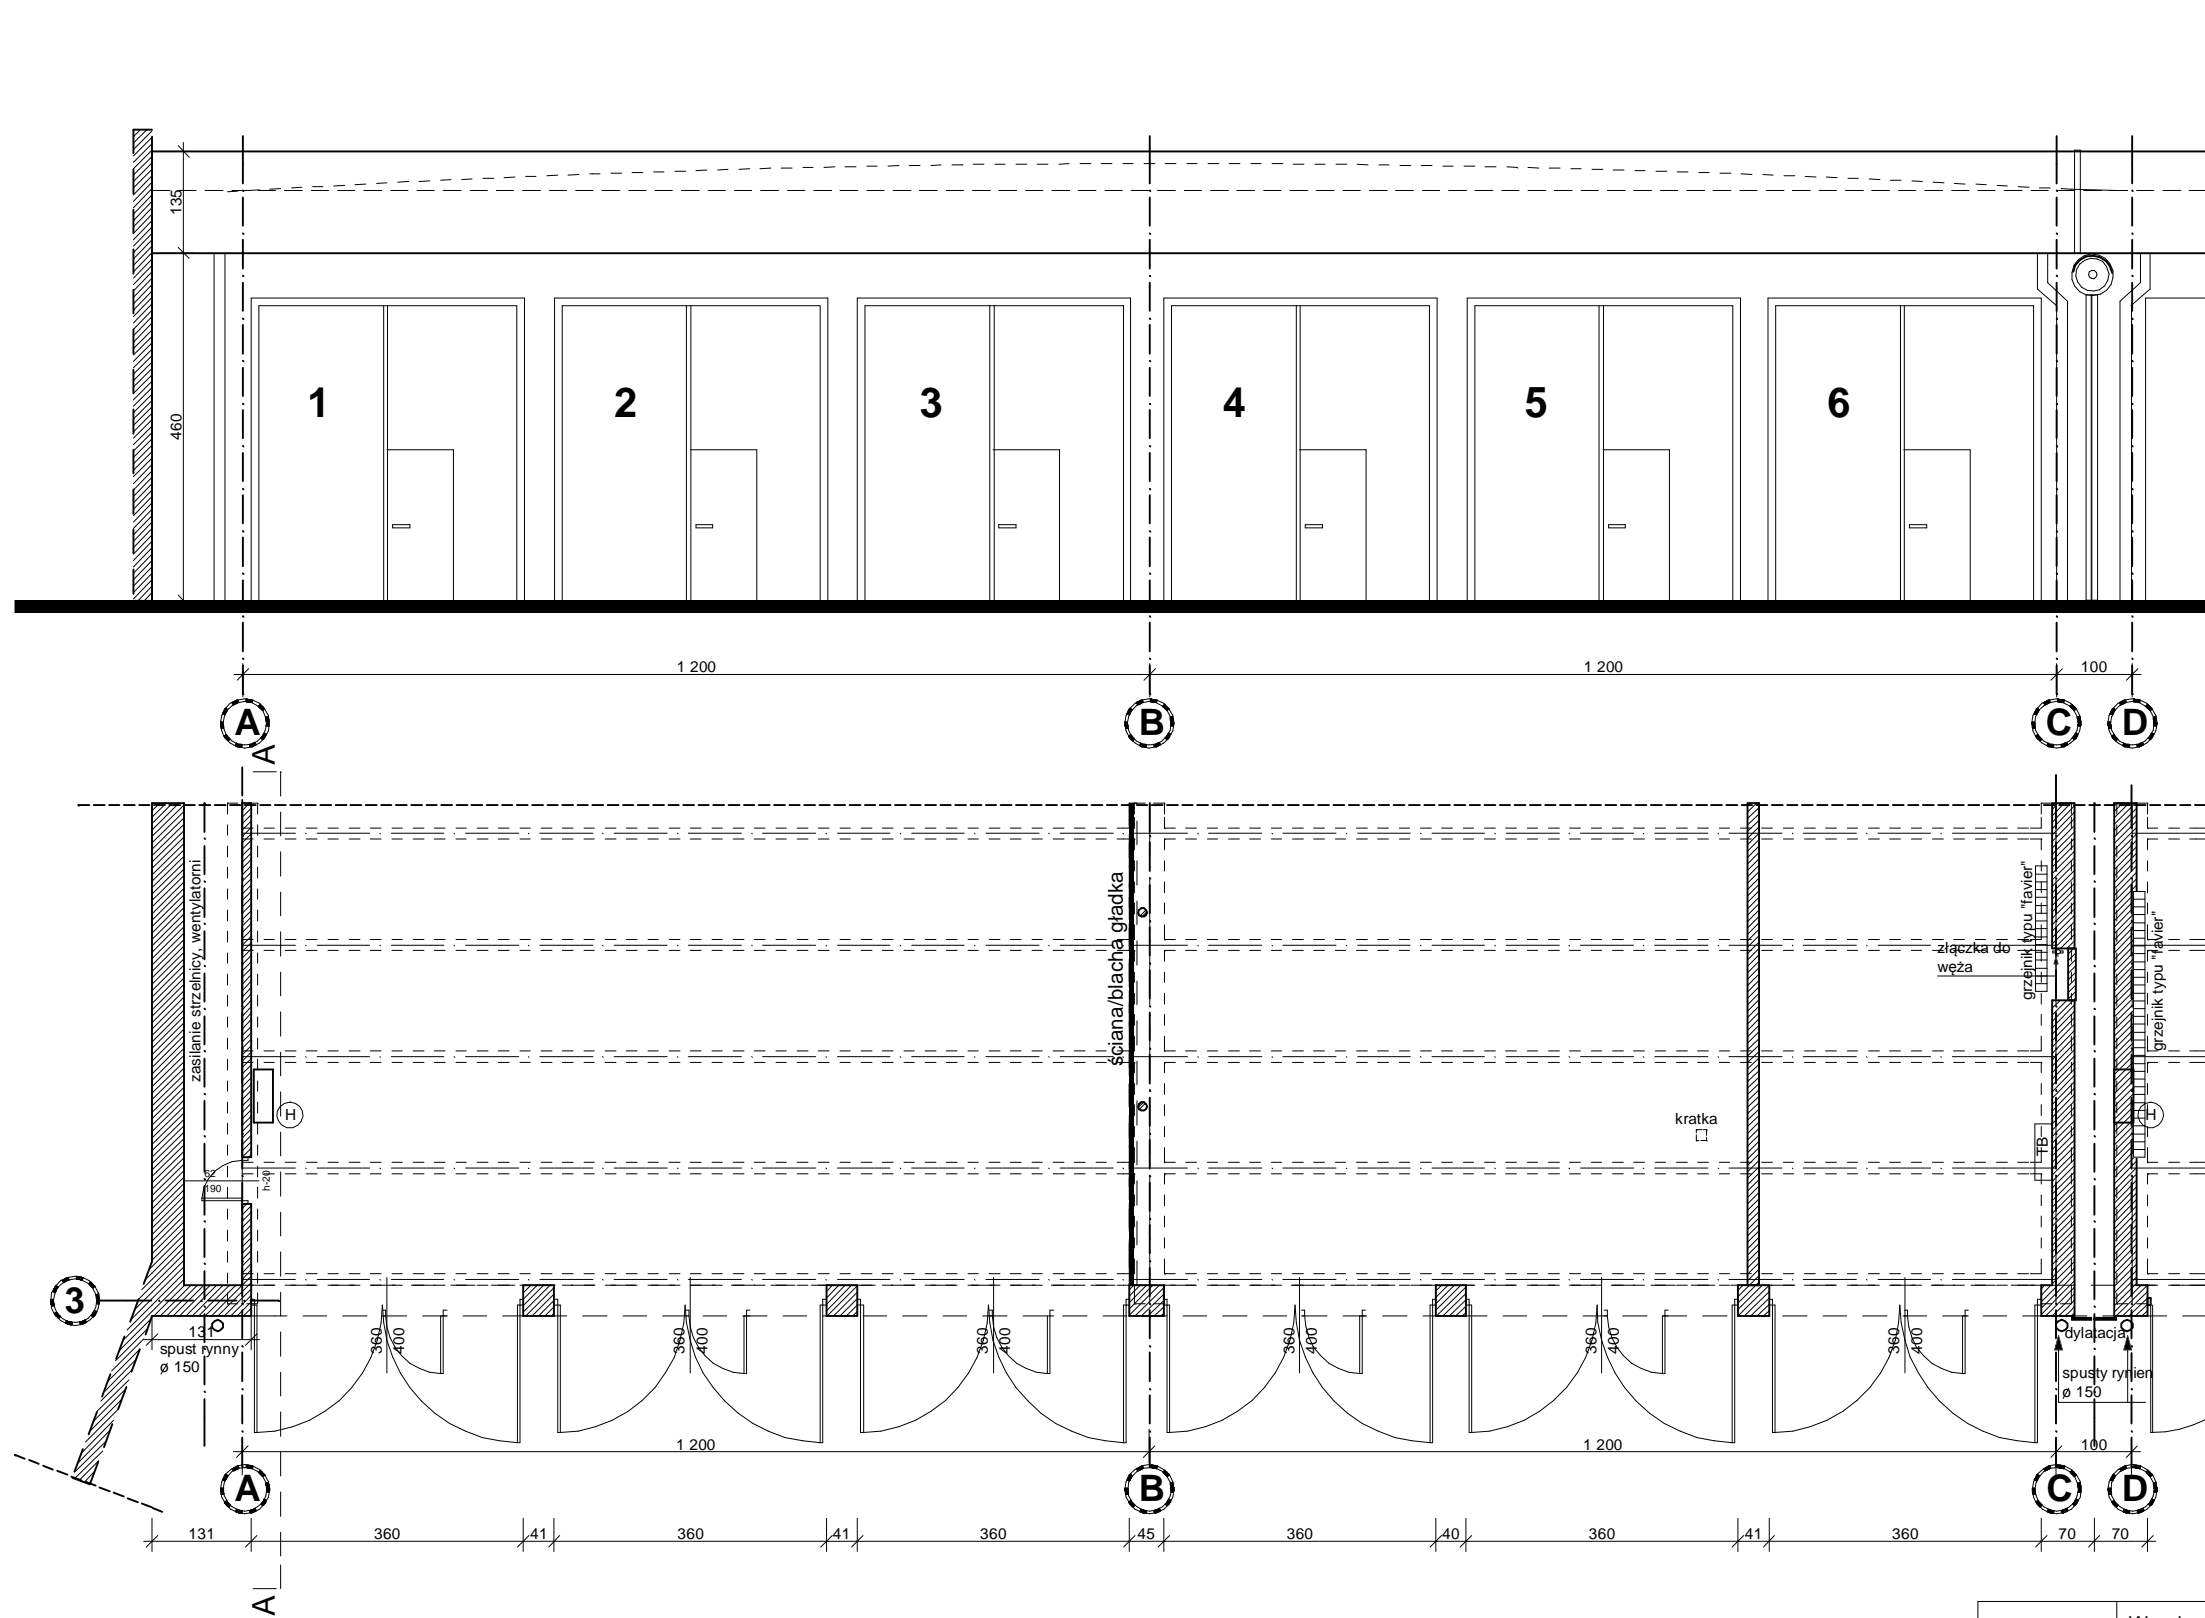 135
460
1
2
3
4
5
6
1 200
1 200
100
A
B
C
D
A
zasilanie strzelnicy, wentylatorni
ściana/blacha gładka
grzejnik typu "favier"
grzejnik typu "favier"
złączka do
węża
H
kratka
TB
H
62
190
h-20
3
131
spust rynny
ø 150
360
400
360
400
360
400
360
400
360
400
360
400
dylatacja
spusty rynien
ø 150
1 200
1 200
100
A
B
C
D
131
360
41
360
41
360
45
360
40
360
41
360
70
70
A